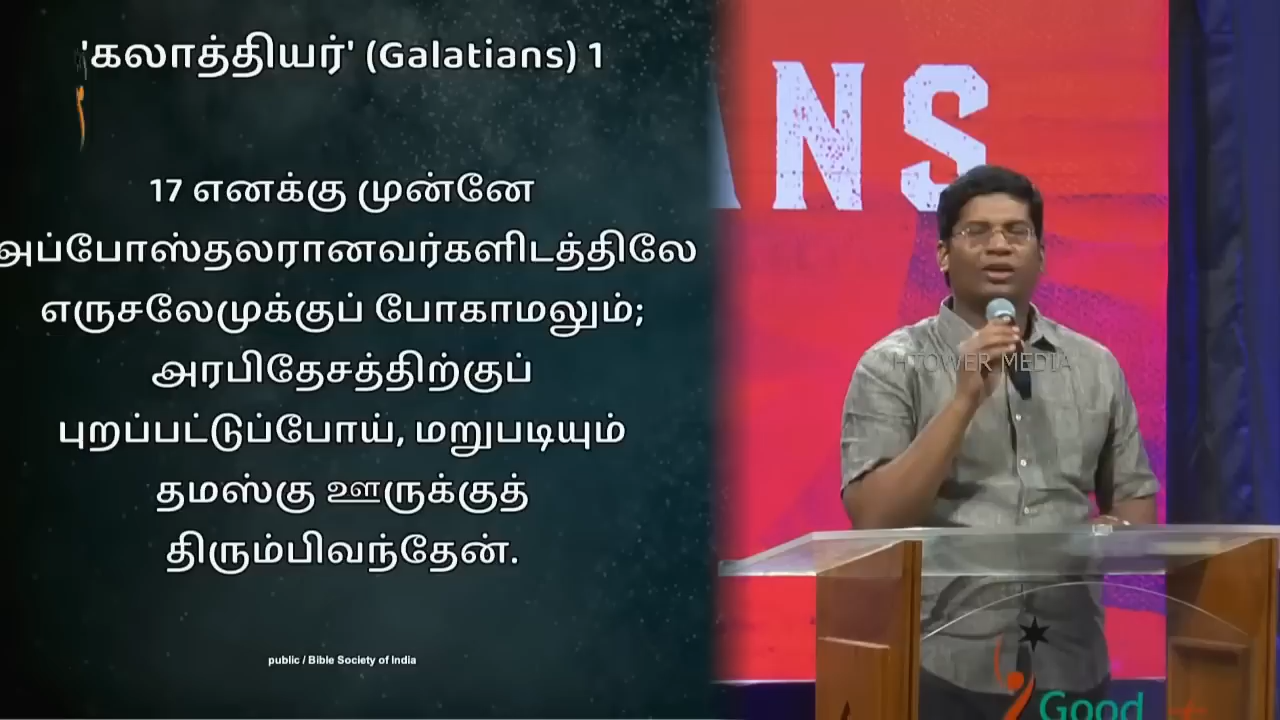 'கலாத்தியர்' (Galatians) 1
17 எனக்கு முன்னே
அப்போஸ்தலரானவர்களிடத்திலே
எருசலேமுக்குப் போகாமலும்;
அரபிதேசத்திற்குப்
புறப்பட்டுப்போய், மறுபடியும்
தமஸ்கு ஊருக்குத்
திரும்பிவந்தேன்.
public / Bible Society of India
ANS
HTOWER MEDIA
Good